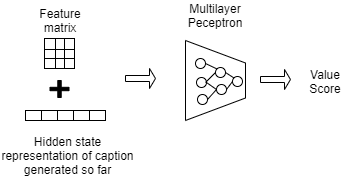 Feature
matrix
Hidden state
representation of caption
generated so far
Multilayer
Peceptron
Value
Score